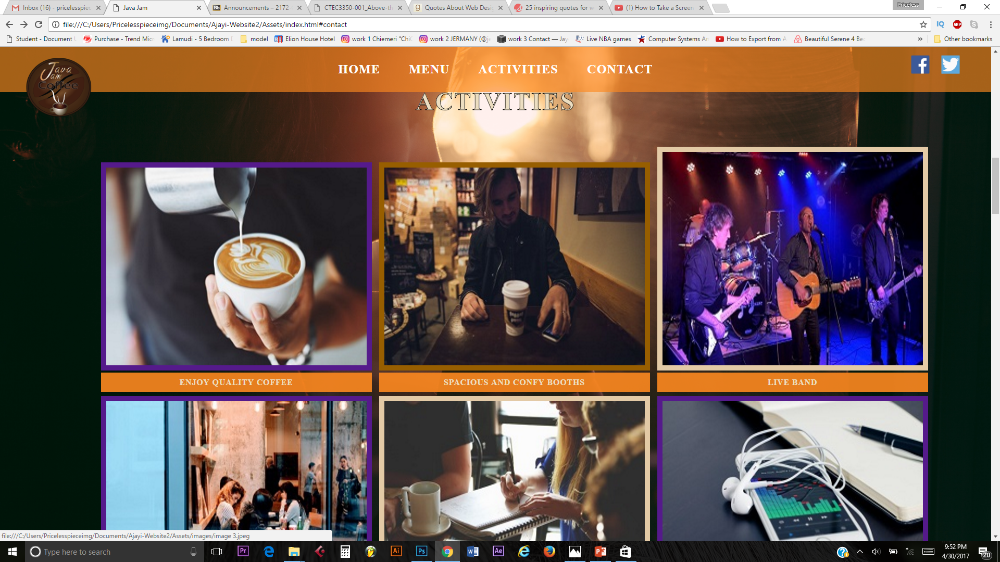 Inbox (16) - pricelesspiec
Java Jam
Announcements – 2172-
CTEC3350-001_Above-th
Quotes About Web Desig
25 inspiring quotes for w
(1) How to Take a Screen
Priceless
file:///C:/Users/Pricelesspieceimg/Documents/Ajayi-Website2/Assets/index.html#contact
Student - Document U
Purchase - Trend Micr
Lamudi - 5 Bedroom D
model
Elion House Hotel
work 1 Chiemeri "ChiC
work 2 JERMANY (@je
work 3 Contact — Jay
Live NBA games
Computer Systems An
How to Export from A
Beautiful Serene 4 Bed
»
Other bookmarks
Java
Jam
Coffee
HOME MENU ACTIVITIES CONTACT
ACTIVITIES
ENJOY QUALITY COFFEE
SPACIOUS AND CONFY BOOTHS
LIVE BAND
file:///C:/Users/Pricelesspieceimg/Documents/Ajayi-Website2/Assets/images/image 3.jpeg
Type here to search
9:52 PM
4/30/2017
20